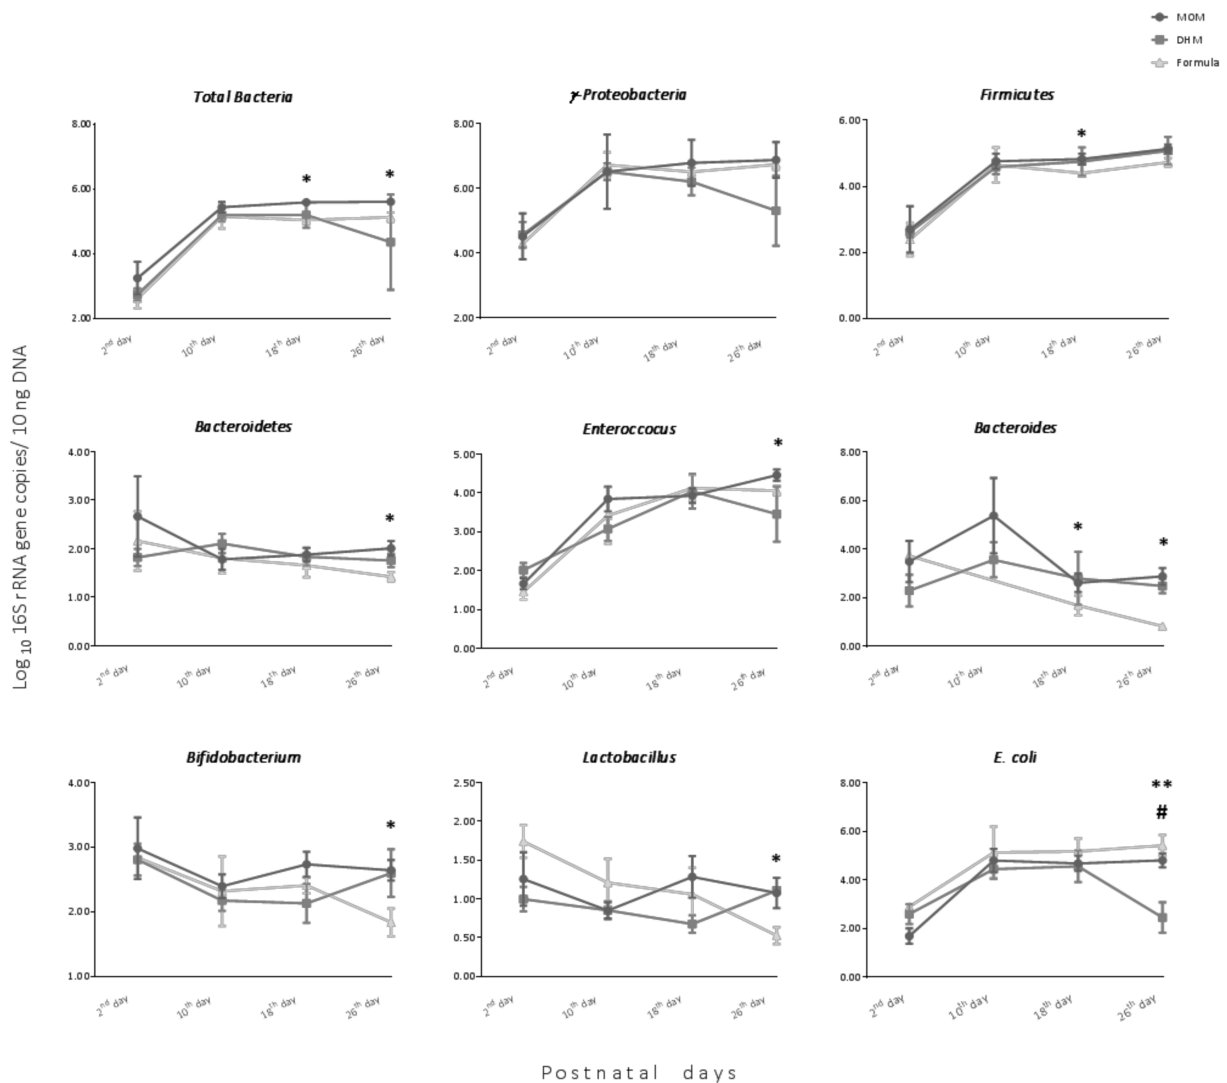 MOM
DHM
Formula
Total Bacteria
γ-Proteobacteria
Firmicutes
8.00
6.00
4.00
2.00
8.00
6.00
4.00
2.00
6.00
4.00
2.00
0.00
*
*
*
2nd day
10th day
18th day
26th day
2nd day
10th day
18th day
26th day
2nd day
10th day
18th day
26th day
Log10 16S rRNA gene copies/ 10 ng DNA
Bacteroidetes
Enteroccocus
Bacteroides
4.00
3.00
2.00
1.00
0.00
5.00
4.00
3.00
2.00
1.00
0.00
8.00
6.00
4.00
2.00
0.00
*
*
*
*
2nd day
10th day
18th day
26th day
2nd day
10th day
18th day
26th day
2nd day
10th day
18th day
26th day
Bifidobacterium
Lactobacillus
E. coli
4.00
3.00
2.00
1.00
2.50
2.00
1.50
1.00
0.50
0.00
8.00
6.00
4.00
2.00
0.00
*
*
**
#
2nd day
10th day
18th day
26th day
2nd day
10th day
18th day
26th day
2nd day
10th day
18th day
26th day
Postnatal days